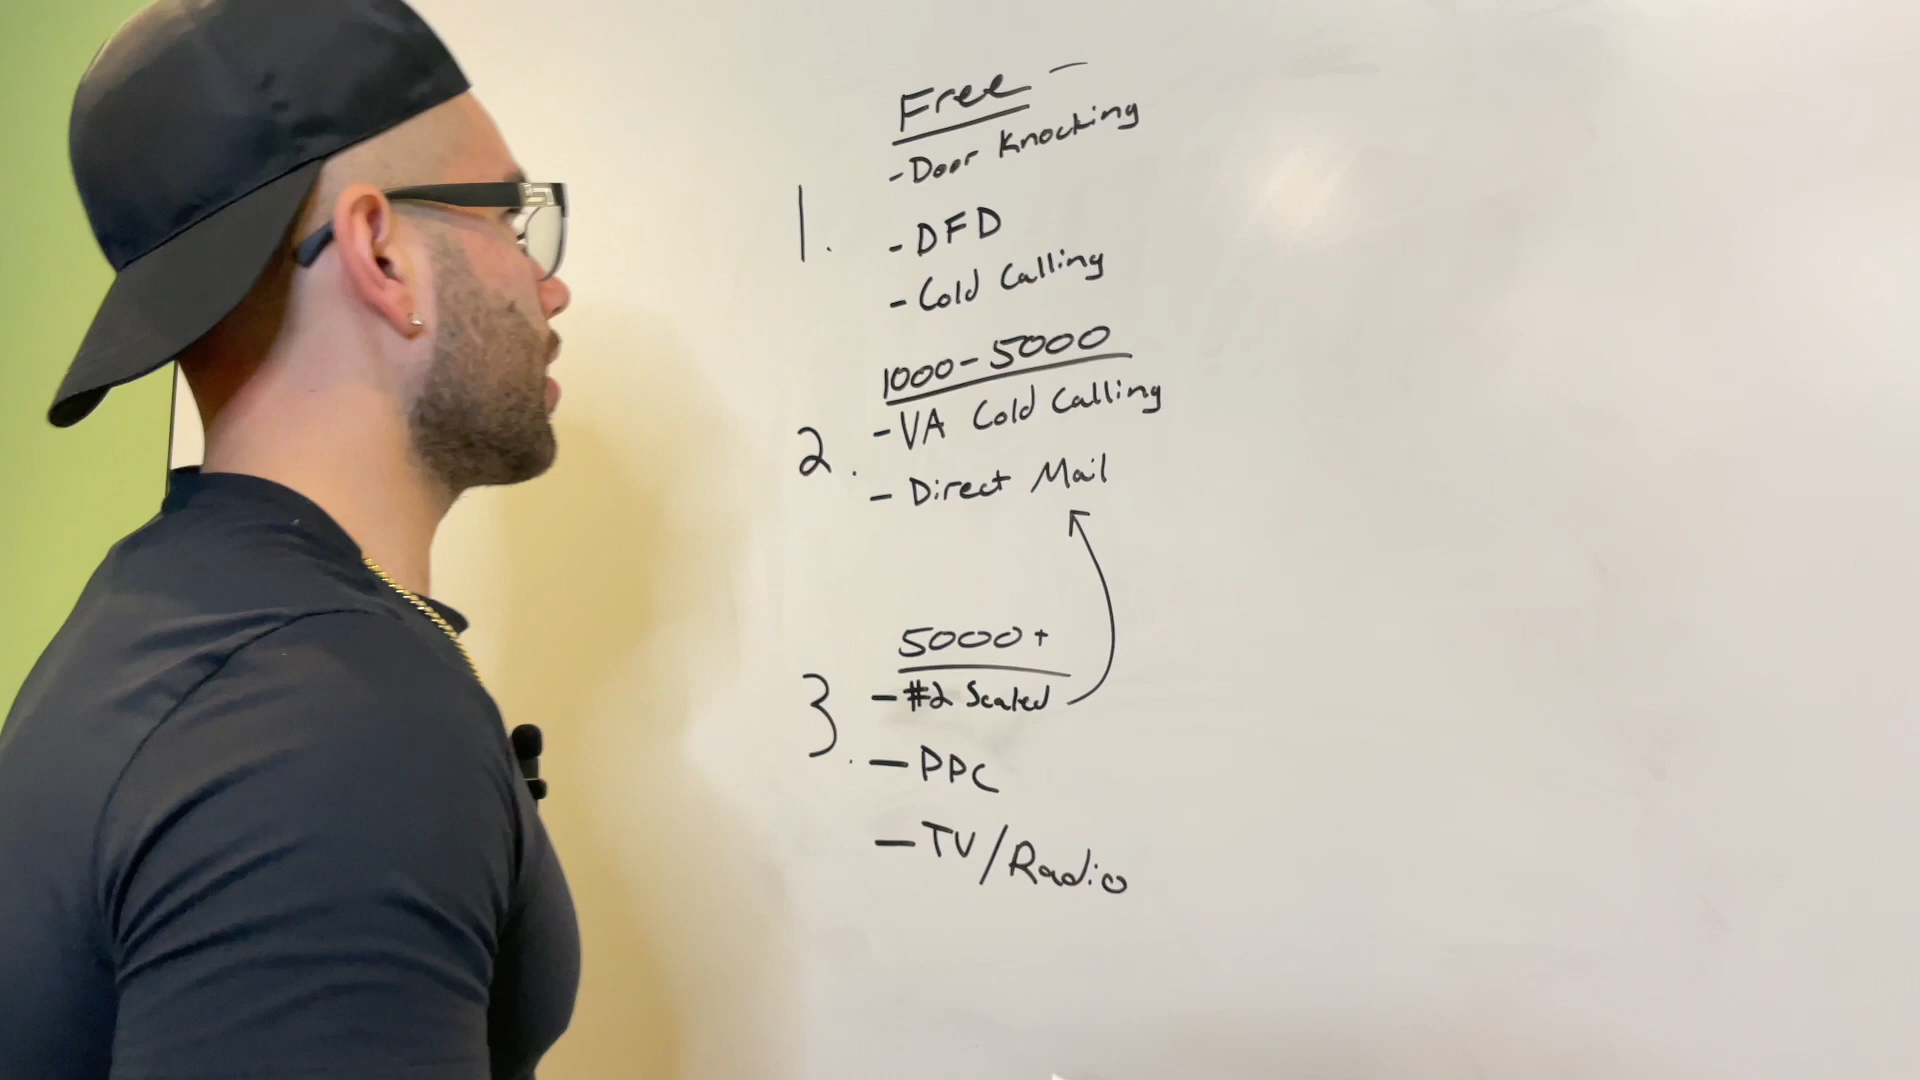 Free -
- Door Knocking
1.
- DFD
- Cold Calling
1000-5000
- VA Cold Calling
2.
- Direct Mail
5000+
- #2 Scaled
3.
- PPC
- TV/Radio